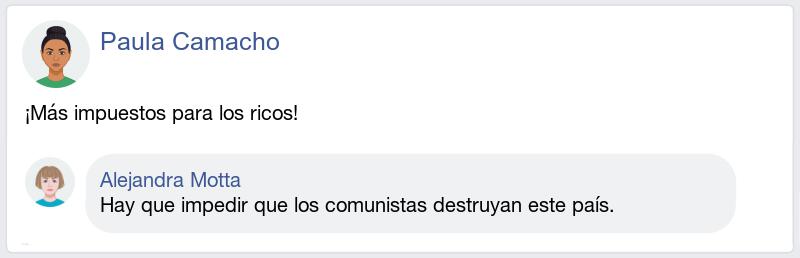 Paula Camacho
¡Más impuestos para los ricos!
Alejandra Motta
Hay que impedir que los comunistas destruyan este país.